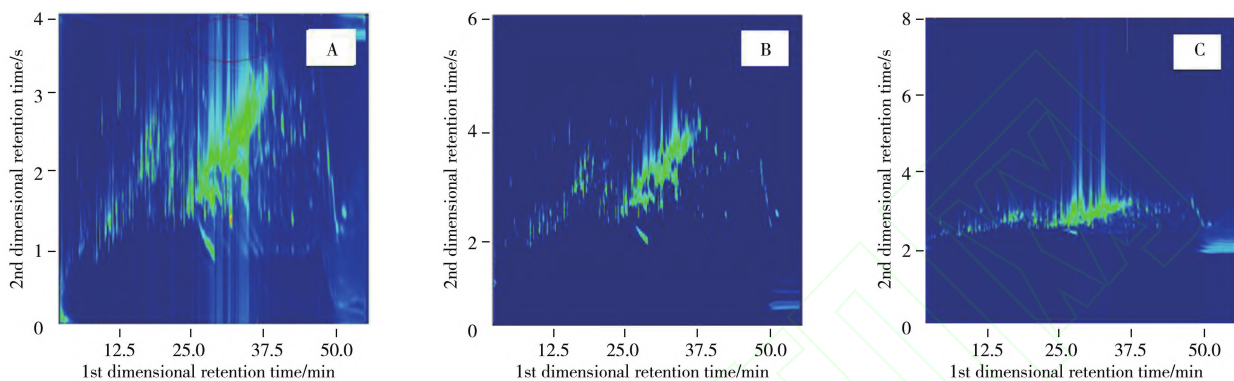 A
2nd dimensional retention time/s
4
3
2
1
0
12.5 25.0 37.5 50.0
1st dimensional retention time/min
B
2nd dimensional retention time/s
6
4
2
0
12.5 25.0 37.5 50.0
1st dimensional retention time/min
C
2nd dimensional retention time/s
8
6
4
2
0
12.5 25.0 37.5 50.0
1st dimensional retention time/min